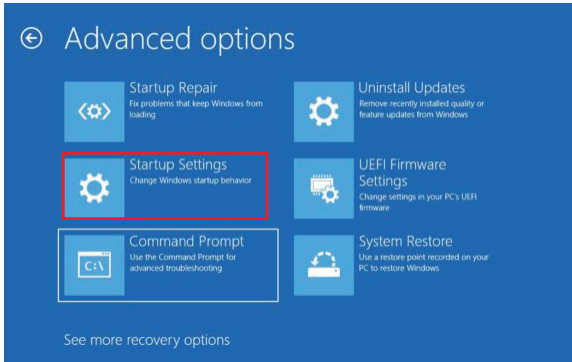 Advanced options
Startup Repair
Fix problems that keep Windows from
loading
Uninstall Updates
Remove recently installed quality or
feature updates from Windows
Startup Settings
Change Windows startup behavior
UEFI Firmware
Settings
Change settings in your PC's UEFI
firmware
C:\
Command Prompt
Use the Command Prompt for
advanced troubleshooting
System Restore
Use a restore point recorded on your
PC to restore Windows
See more recovery options